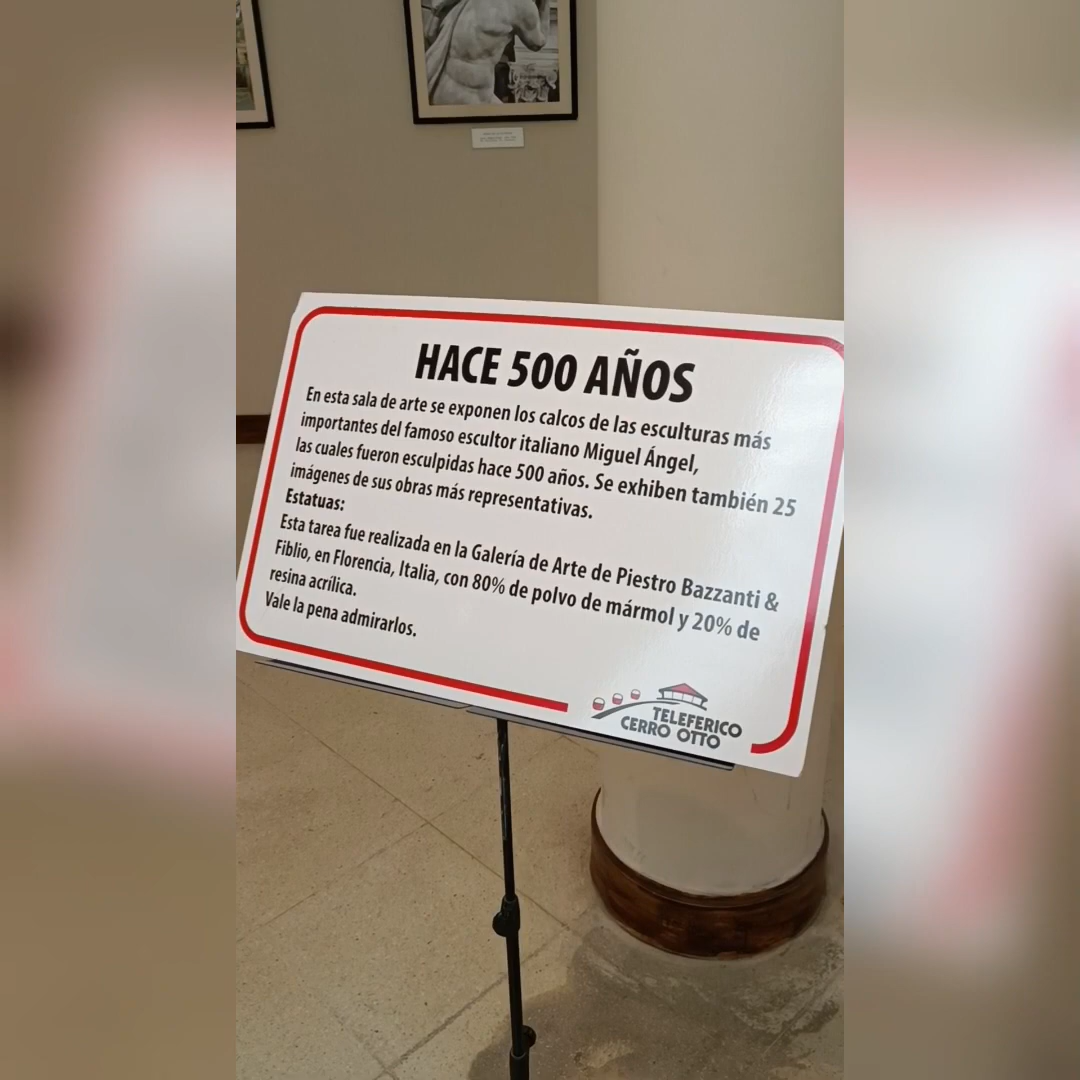 HACE 500 AÑOS
En esta sala de arte se exponen los calcos de las esculturas más
importantes del famoso escultor italiano Miguel Ángel,
las cuales fueron esculpidas hace 500 años. Se exhiben también 25
imágenes de sus obras más representativas.
Estatuas:
Esta tarea fue realizada en la Galería de Arte de Piestro Bazzanti &
Fiblio, en Florencia, Italia, con 80% de polvo de mármol y 20% de
resina acrílica.
Vale la pena admirarlos.
TELEFERICO
CERRO OTTO